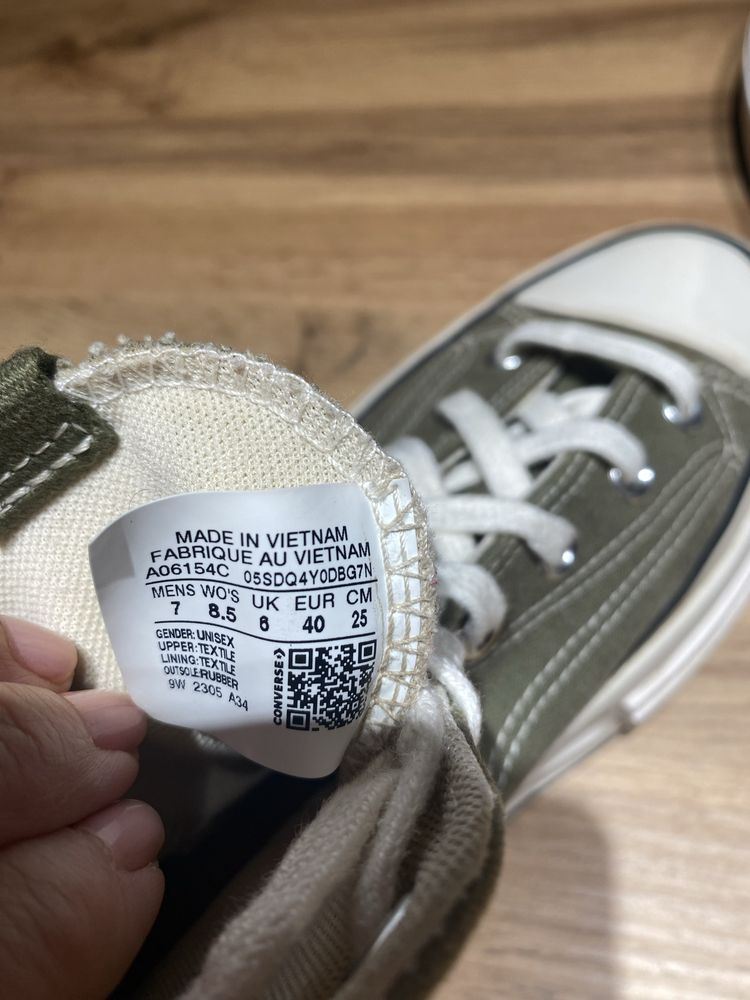 MADE IN VIETNAM
FABRIQUE AU VIETNAM
A06154C 05SDQ4Y0DBG7N
MENS WO'S UK EUR CM
7 8.5 6 40 25
GENDER: UNISEX
UPPER: TEXTILE
LINING: TEXTILE
OUTSOLE: RUBBER
9W 2305 A34
CONVERSE